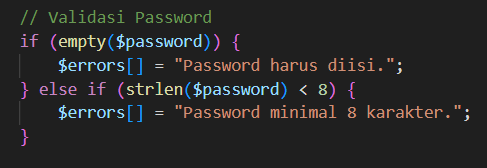 // Validasi Password
if (empty($password)) {
    $errors[] = "Password harus diisi.";
} else if (strlen($password) < 8) {
    $errors[] = "Password minimal 8 karakter.";
}